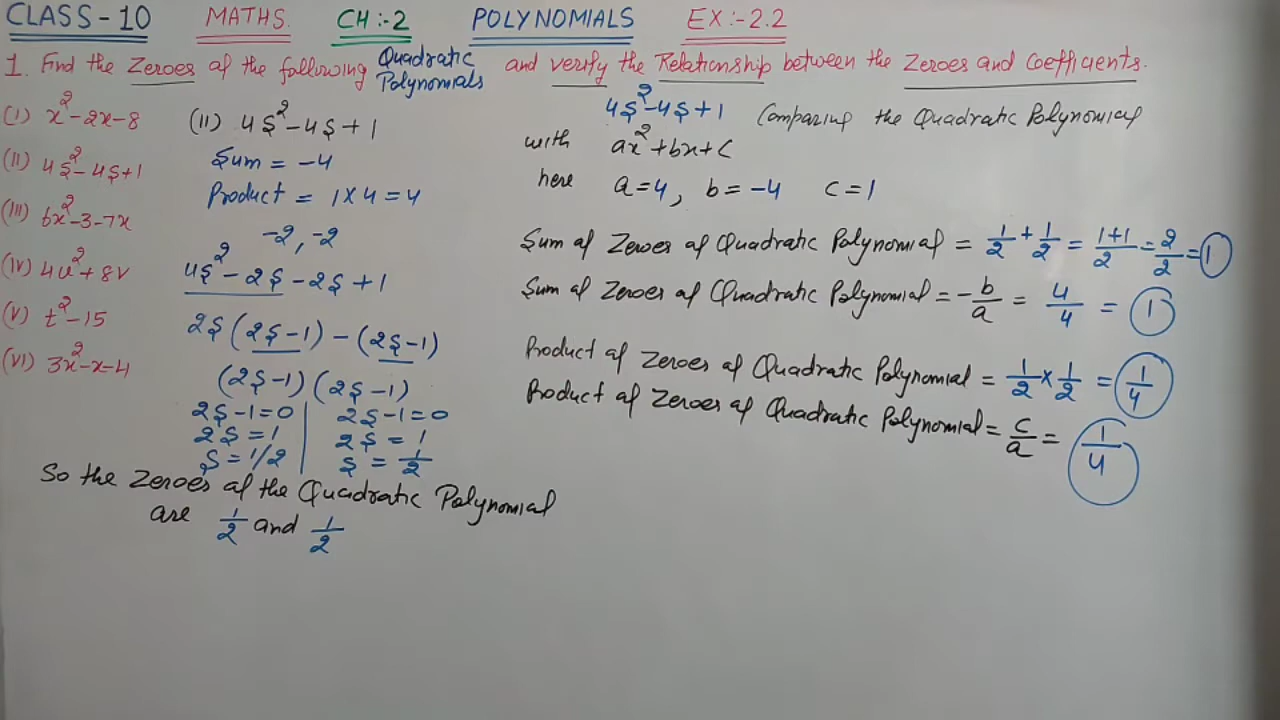 CLASS-10 MATHS. CH:-2 POLYNOMIALS EX:-2.2
1. Find the Zeroes of the following Quadratic Polynomials and verify the Relationship between the Zeroes and Coefficients.
(I) x²-2x-8
(II) 4s²-4s+1
(III) 6x²-3-7x
(IV) 4u²+8v
(V) t²-15
(VI) 3x²-x-4
(II) 4s²-4s+1
Sum = -4
Product = 1×4=4
-2,-2
4s²-2s-2s+1
2s(2s-1)-(2s-1)
(2s-1)(2s-1)
2s-1=0 | 2s-1=0
2s=1 | 2s=1
s=1/2 | s=1/2
So the Zeroes of the Quadratic Polynomial
are 1/2 and 1/2
4s²-4s+1 Comparing the Quadratic Polynomial
with ax²+bx+c
here a=4, b=-4 c=1
Sum of Zeroes of Quadratic Polynomial = 1/2+1/2=1+1/2=2/2=1
Sum of Zeroes of Quadratic Polynomial=-b/a = 4/4 = 1
Product of Zeroes of Quadratic Polynomial = 1/2×1/2 = 1/4
Product of Zeroes of Quadratic Polynomial= c/a = 1/4